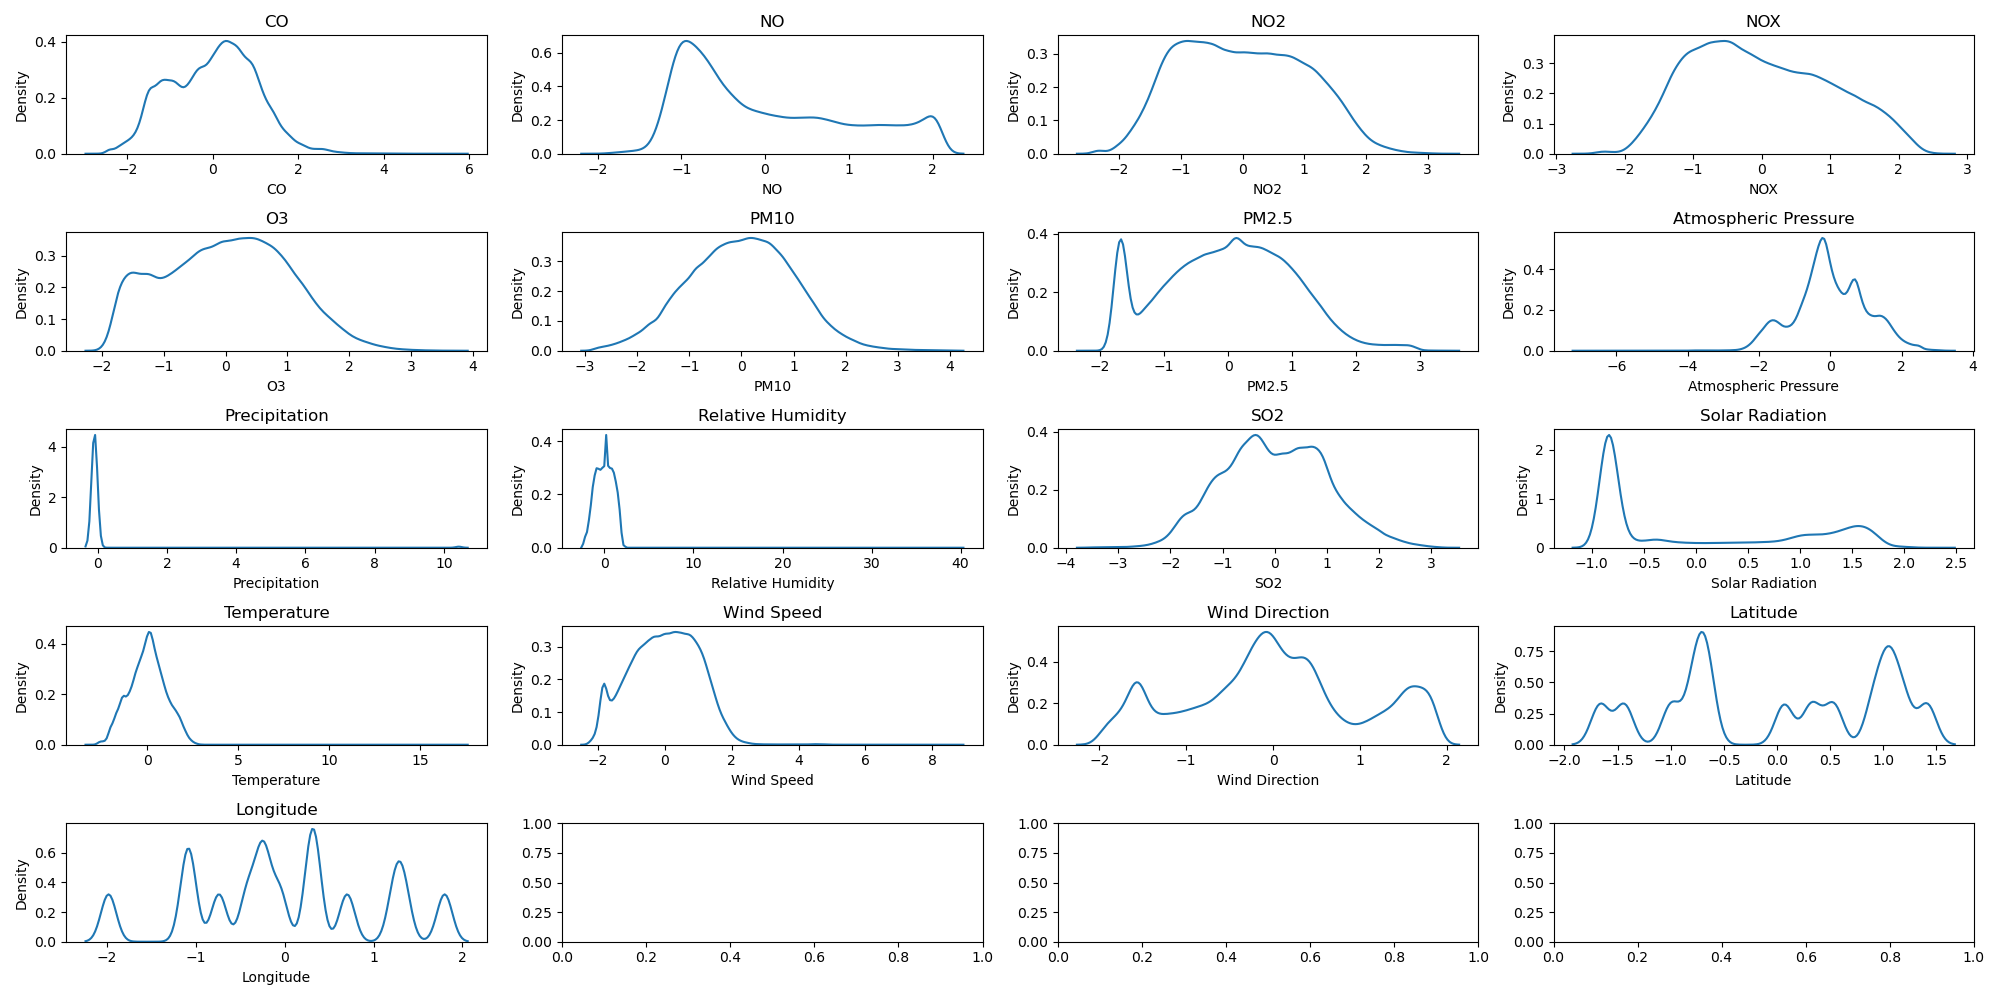 CO NO NO2 NOX
Density 0.4 0.2 0.0 Density 0.6 0.4 0.2 0.0 Density 0.3 0.2 0.1 0.0 Density 0.3 0.2 0.1 0.0
−2 0 2 4 6 −2 −1 0 1 2 −2 −1 0 1 2 3 −3 −2 −1 0 1 2 3
CO NO NO2 NOX
O3 PM10 PM2.5 Atmospheric Pressure
Density 0.3 0.2 0.1 0.0 Density 0.3 0.2 0.1 0.0 Density 0.4 0.2 0.0 Density 0.4 0.2 0.0
−2 −1 0 1 2 3 4 −3 −2 −1 0 1 2 3 4 −2 −1 0 1 2 3 −6 −4 −2 0 2 4
O3 PM10 PM2.5 Atmospheric Pressure
Precipitation Relative Humidity SO2 Solar Radiation
Density 4 2 0 Density 0.4 0.2 0.0 Density 0.4 0.2 0.0 Density 2 1 0
0 2 4 6 8 10 0 10 20 30 40 −4 −3 −2 −1 0 1 2 3 −1.0 −0.5 0.0 0.5 1.0 1.5 2.0 2.5
Precipitation Relative Humidity SO2 Solar Radiation
Temperature Wind Speed Wind Direction Latitude
Density 0.4 0.2 0.0 Density 0.3 0.2 0.1 0.0 Density 0.4 0.2 0.0 Density 0.75 0.50 0.25 0.00
0 5 10 15 −2 0 2 4 6 8 −2 −1 0 1 2 −2.0 −1.5 −1.0 −0.5 0.0 0.5 1.0 1.5
Temperature Wind Speed Wind Direction Latitude
Longitude
Density 0.6 0.4 0.2 0.0 1.00 0.75 0.50 0.25 0.00 1.00 0.75 0.50 0.25 0.00 1.00 0.75 0.50 0.25 0.00
−2 −1 0 1 2 0.0 0.2 0.4 0.6 0.8 1.0 0.0 0.2 0.4 0.6 0.8 1.0 0.0 0.2 0.4 0.6 0.8 1.0
Longitude